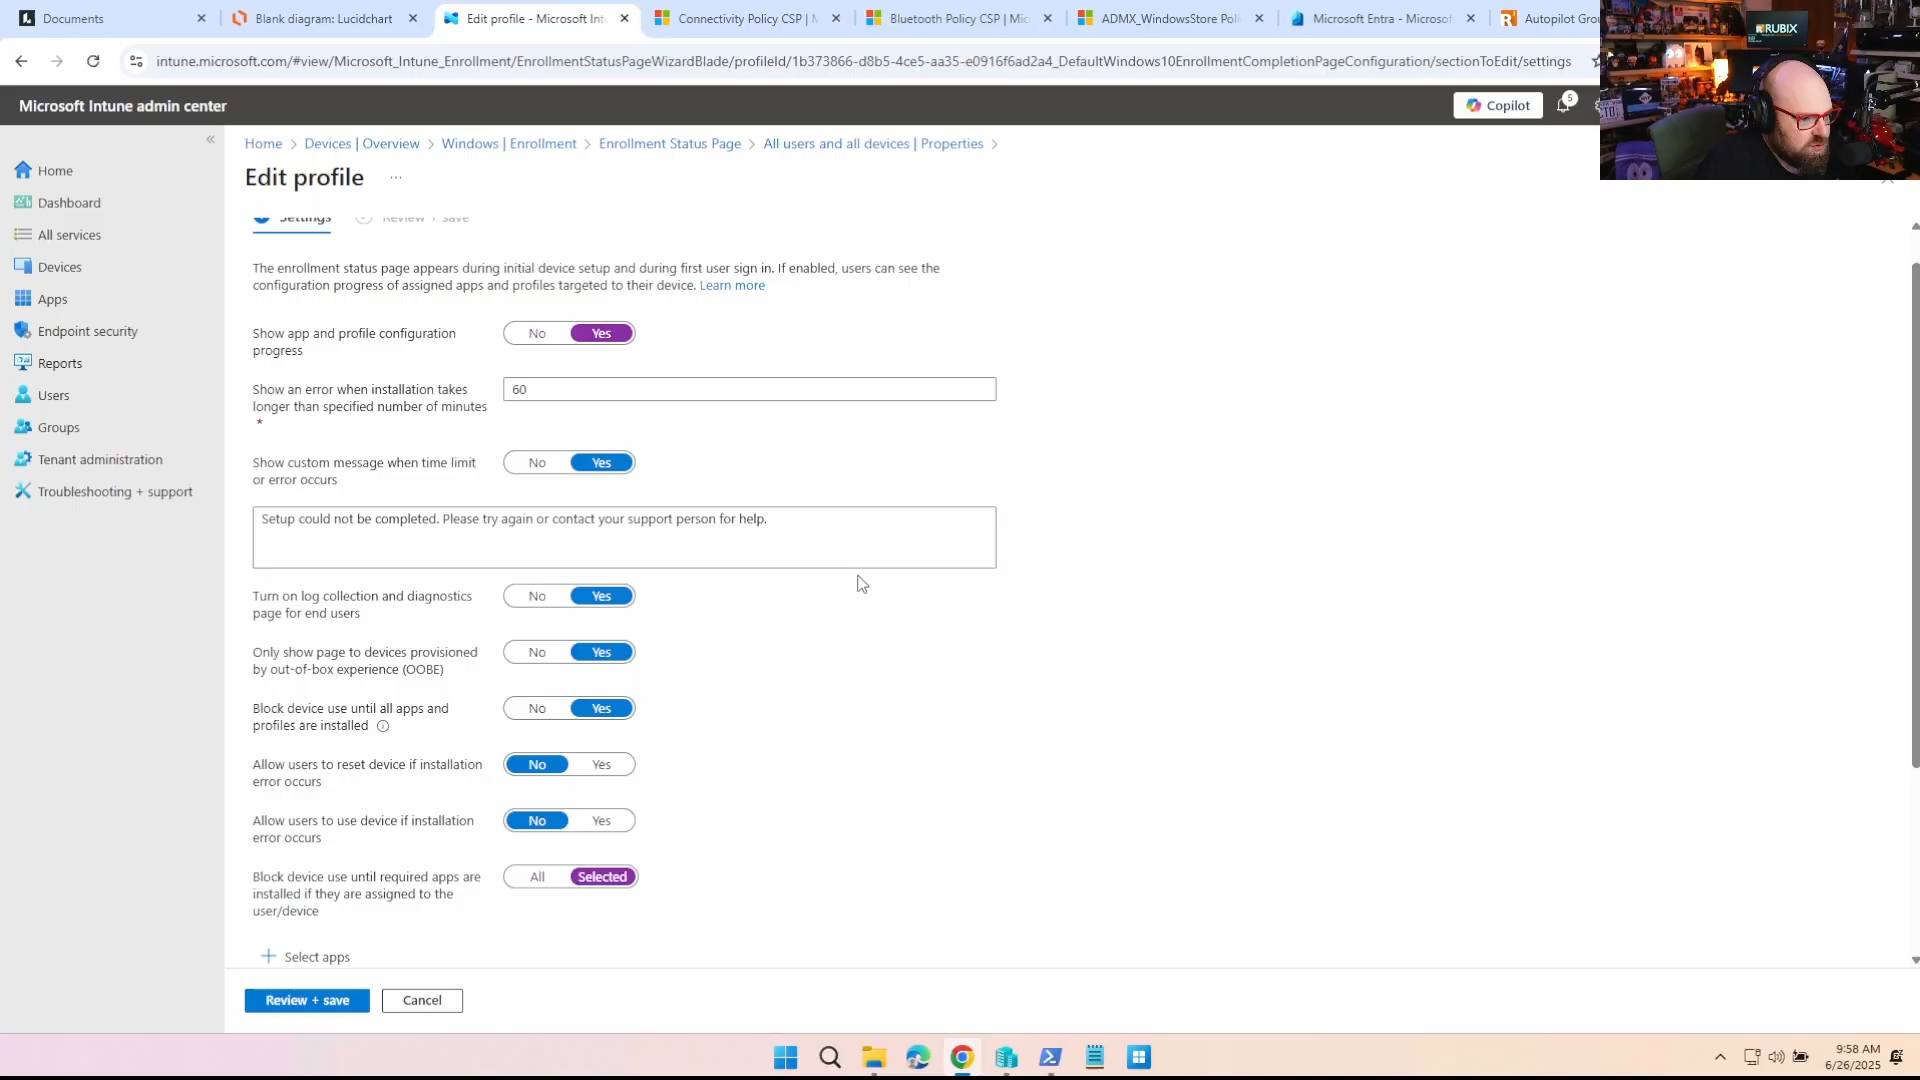 Documents
Blank diagram: Lucidchart
Edit profile - Microsoft Int
Connectivity Policy CSP | M
Bluetooth Policy CSP | Mic
ADMX_WindowsStore Poli
Microsoft Entra - Microsof
Autopilot Grou
intune.microsoft.com/#view/Microsoft_Intune_Enrollment/EnrollmentStatusPageWizardBlade/profileId/1b373866-d8b5-4ce5-aa35-e0916f6ad2a4_DefaultWindows10EnrollmentCompletionPageConfiguration/sectionToEdit/settings
RUBIX
Microsoft Intune admin center
Copilot
5
Home > Devices | Overview > Windows | Enrollment > Enrollment Status Page > All users and all devices | Properties >
Edit profile ...
Home
Dashboard
All services
Devices
Apps
Endpoint security
Reports
Users
Groups
Tenant administration
Troubleshooting + support
Settings
Review + save
The enrollment status page appears during initial device setup and during first user sign in. If enabled, users can see the
configuration progress of assigned apps and profiles targeted to their device. Learn more
Show app and profile configuration
progress
No Yes
Show an error when installation takes
longer than specified number of minutes
*
60
Show custom message when time limit
or error occurs
No Yes
Setup could not be completed. Please try again or contact your support person for help.
Turn on log collection and diagnostics
page for end users
No Yes
Only show page to devices provisioned
by out-of-box experience (OOBE)
No Yes
Block device use until all apps and
profiles are installed
No Yes
Allow users to reset device if installation
error occurs
No Yes
Allow users to use device if installation
error occurs
No Yes
Block device use until required apps are
installed if they are assigned to the
user/device
All Selected
+ Select apps
Review + save
Cancel
9:58 AM
6/26/2025